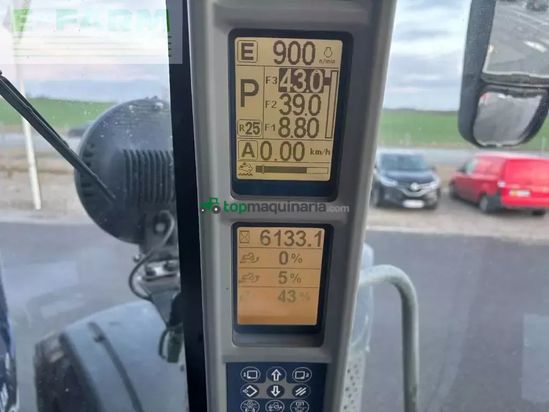 E FARM
E 900 n/min
P F3 43.0
F2 39.0
R25 F1 8.80
A 0.00 km/h
topmaquinaria.com
6133.1
0%
5%
43%